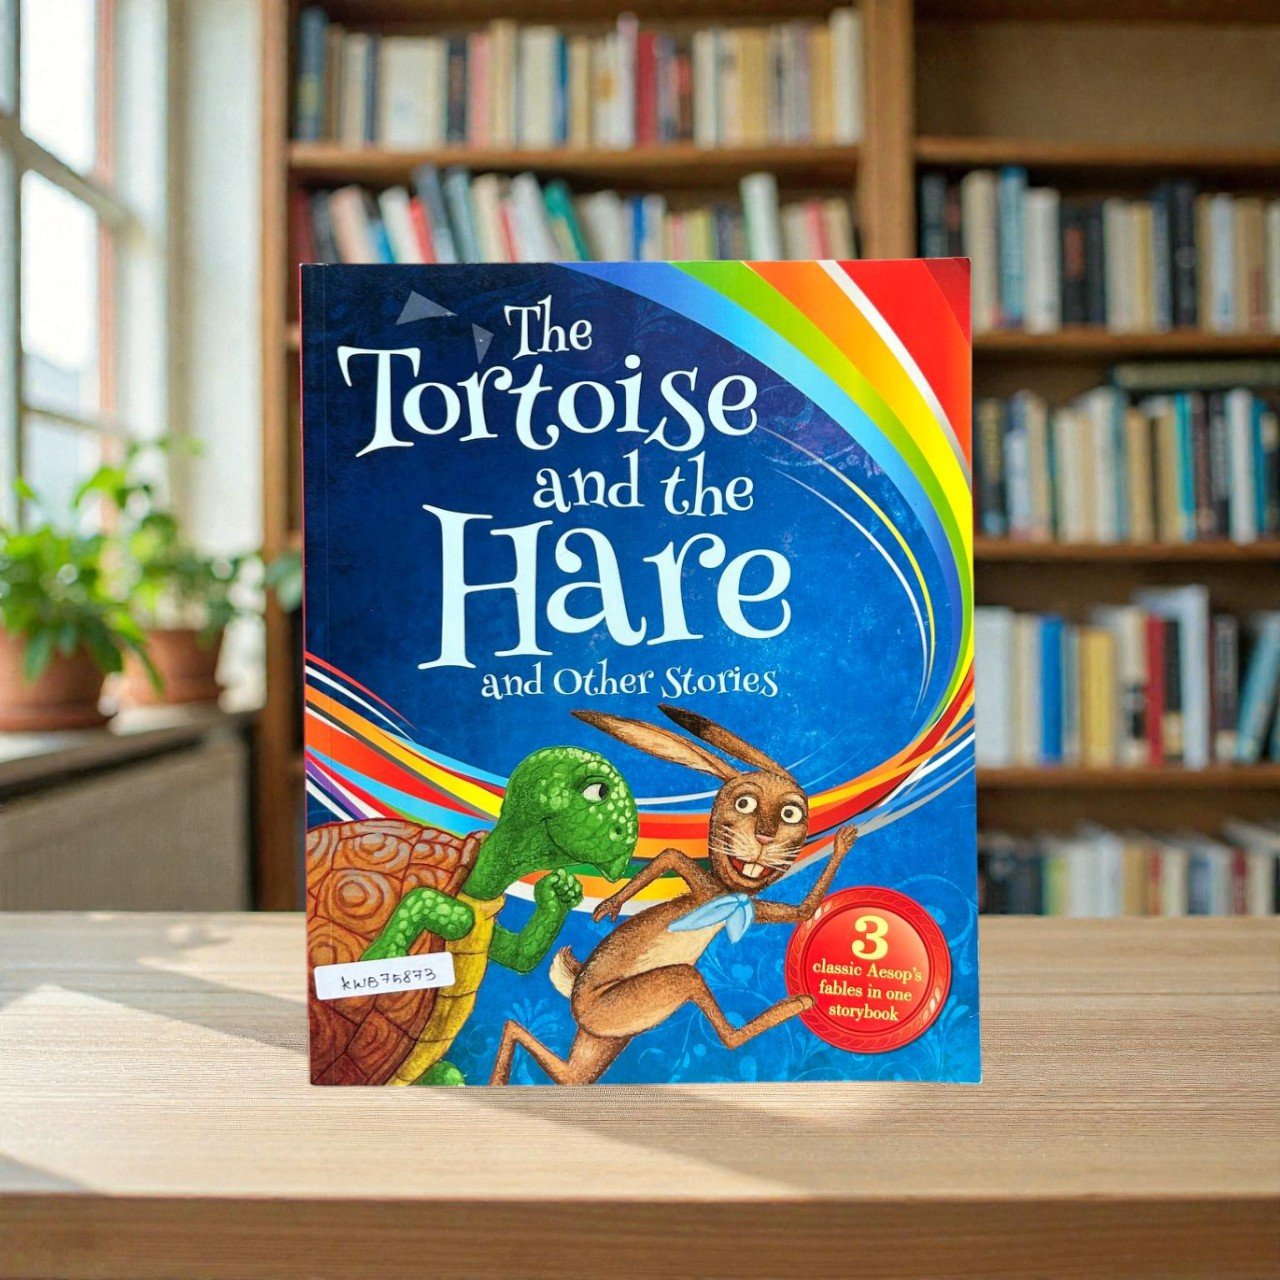 The
Tortoise
and the
Hare
and Other Stories
3
classic Aesop's
fables in one
storybook
KWB75873